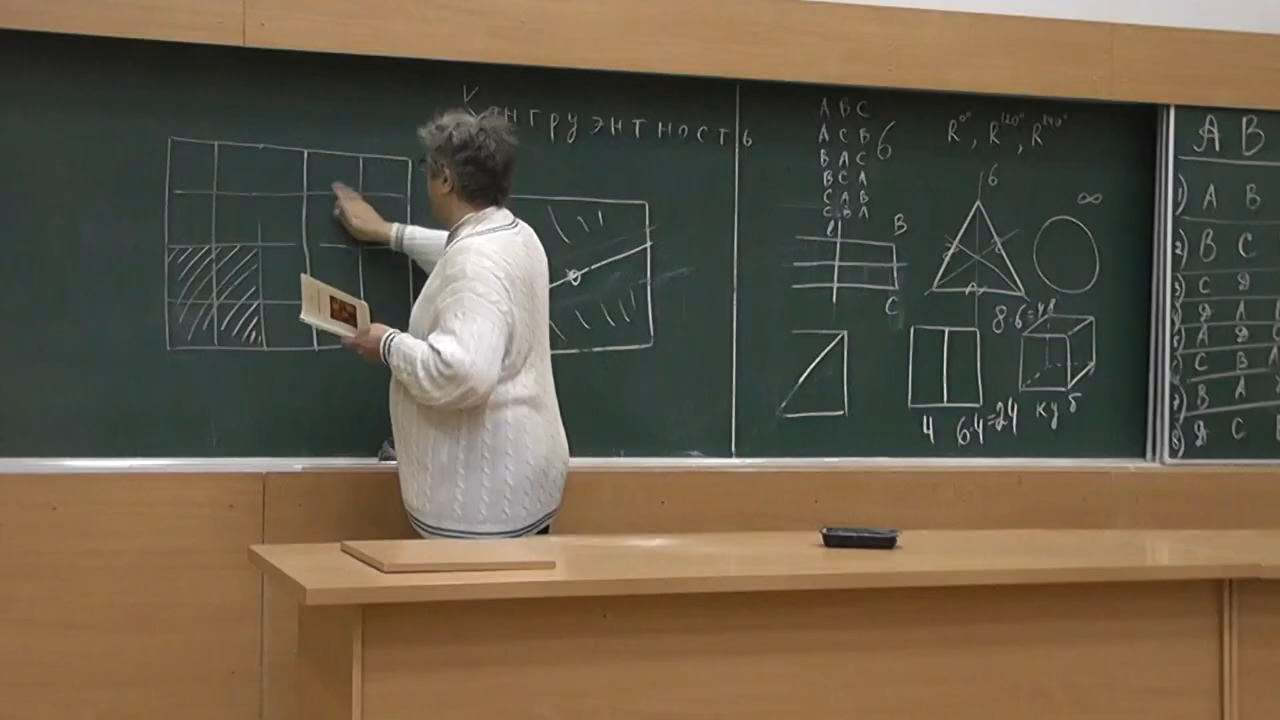 Конгруэнтность
A B C
A C B
B A C
B C A
C A B
C B A
6
R⁰°, R¹²⁰°, R²⁴⁰°
6
∞
l
B
C
8·6=48
4
6·4=24
куб
A B
1) A B
2) B C
3) C D
4) D A
5) A D
6) C B A
7) B A
8) D C